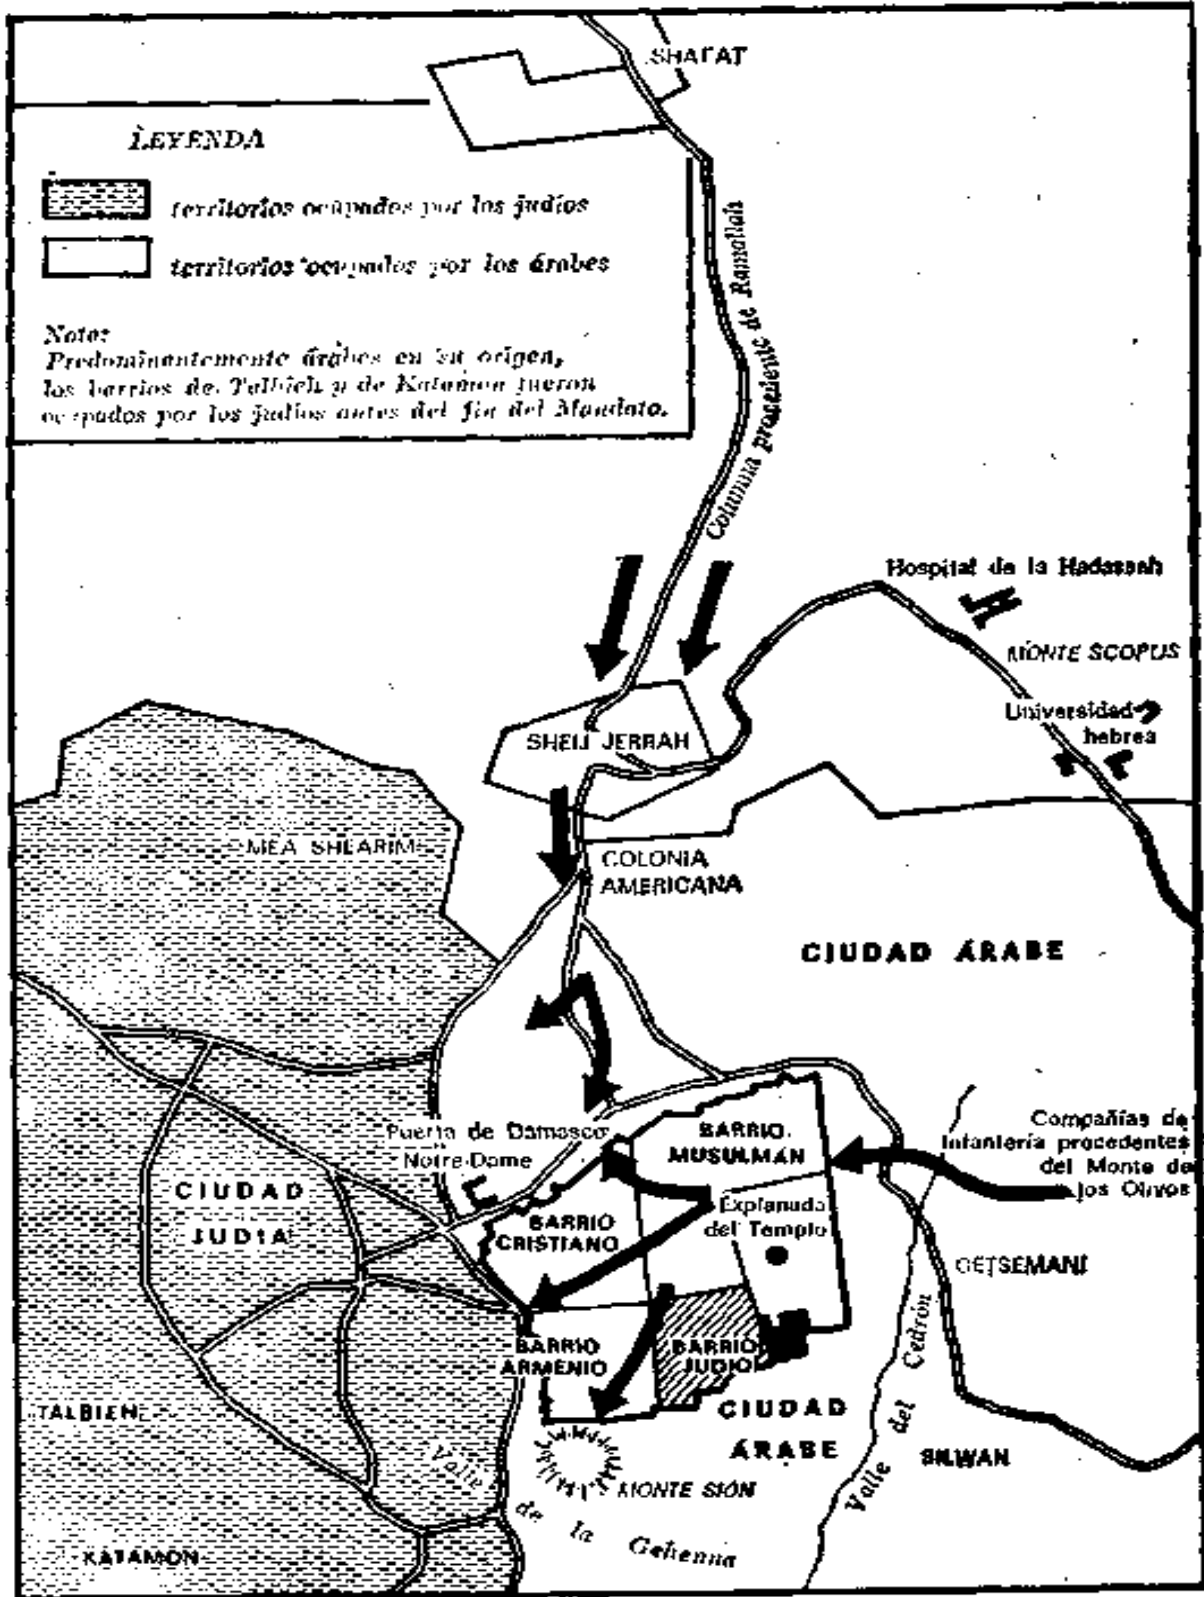 SHAFAT
LEYENDA
territorios ocupados por los judíos
territorios ocupados por los árabes
Nota:
Predominantemente árabes en su origen,
los barrios de Talbieh y de Katamon fueron
ocupados por los judíos antes del fin del Mandato.
Columna procedente de Ramallah
Hospital de la Hadassah
MONTE SCOPUS
Universidad
hebrea
SHEIJ JERRAH
MEA SHEARIM
COLONIA
AMERICANA
CIUDAD ÁRABE
Puerta de Damasco
Notre-Dame
BARRIO
MUSULMÁN
Compañías de
Infantería procedentes
del Monte de
los Olivos
CIUDAD
JUDIA
BARRIO
CRISTIANO
Explanada
del Templo
GETSEMANÍ
BARRIO
ARMENIO
BARRIO
JUDIO
CIUDAD
ÁRABE
Valle del Cedrón
TALBIEH
SILWAN
MONTE SIÓN
Valle de la Gehenna
KATAMON